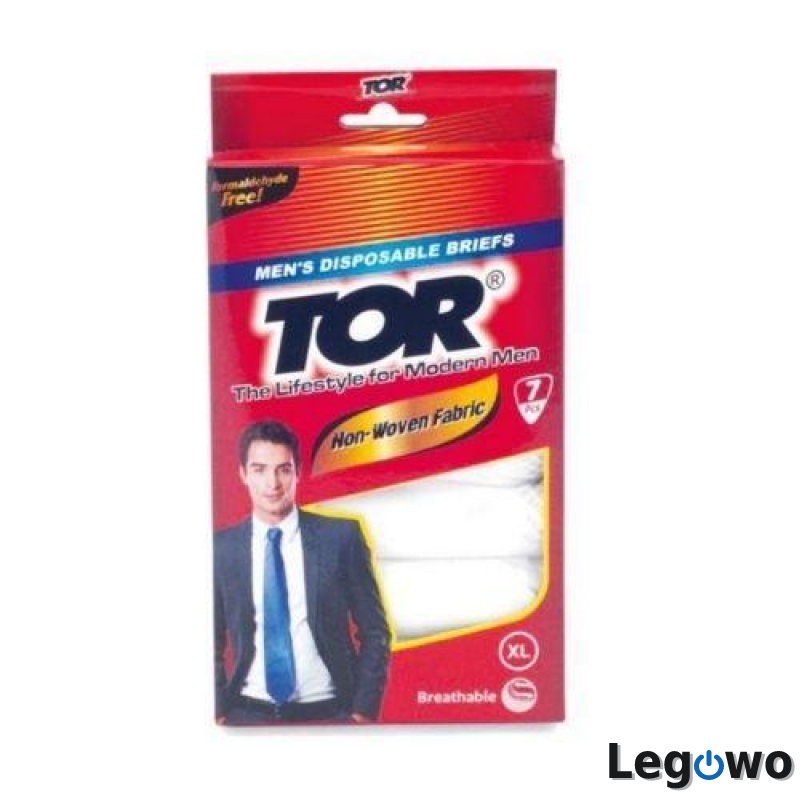 TOR
Formaldehyde
Free!
MEN'S DISPOSABLE BRIEFS
TOR®
The Lifestyle for Modern Men
7
Pcs
Non-Woven Fabric
XL
Breathable
Legowo